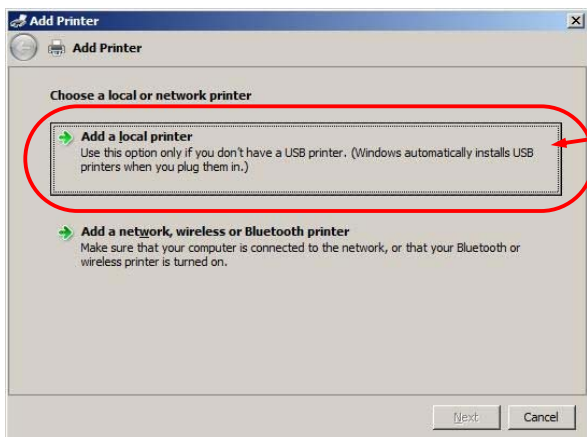 Add Printer
Add Printer
Choose a local or network printer
Add a local printer
Use this option only if you don't have a USB printer. (Windows automatically installs USB
printers when you plug them in.)
Add a network, wireless or Bluetooth printer
Make sure that your computer is connected to the network, or that your Bluetooth or
wireless printer is turned on.
Next
Cancel